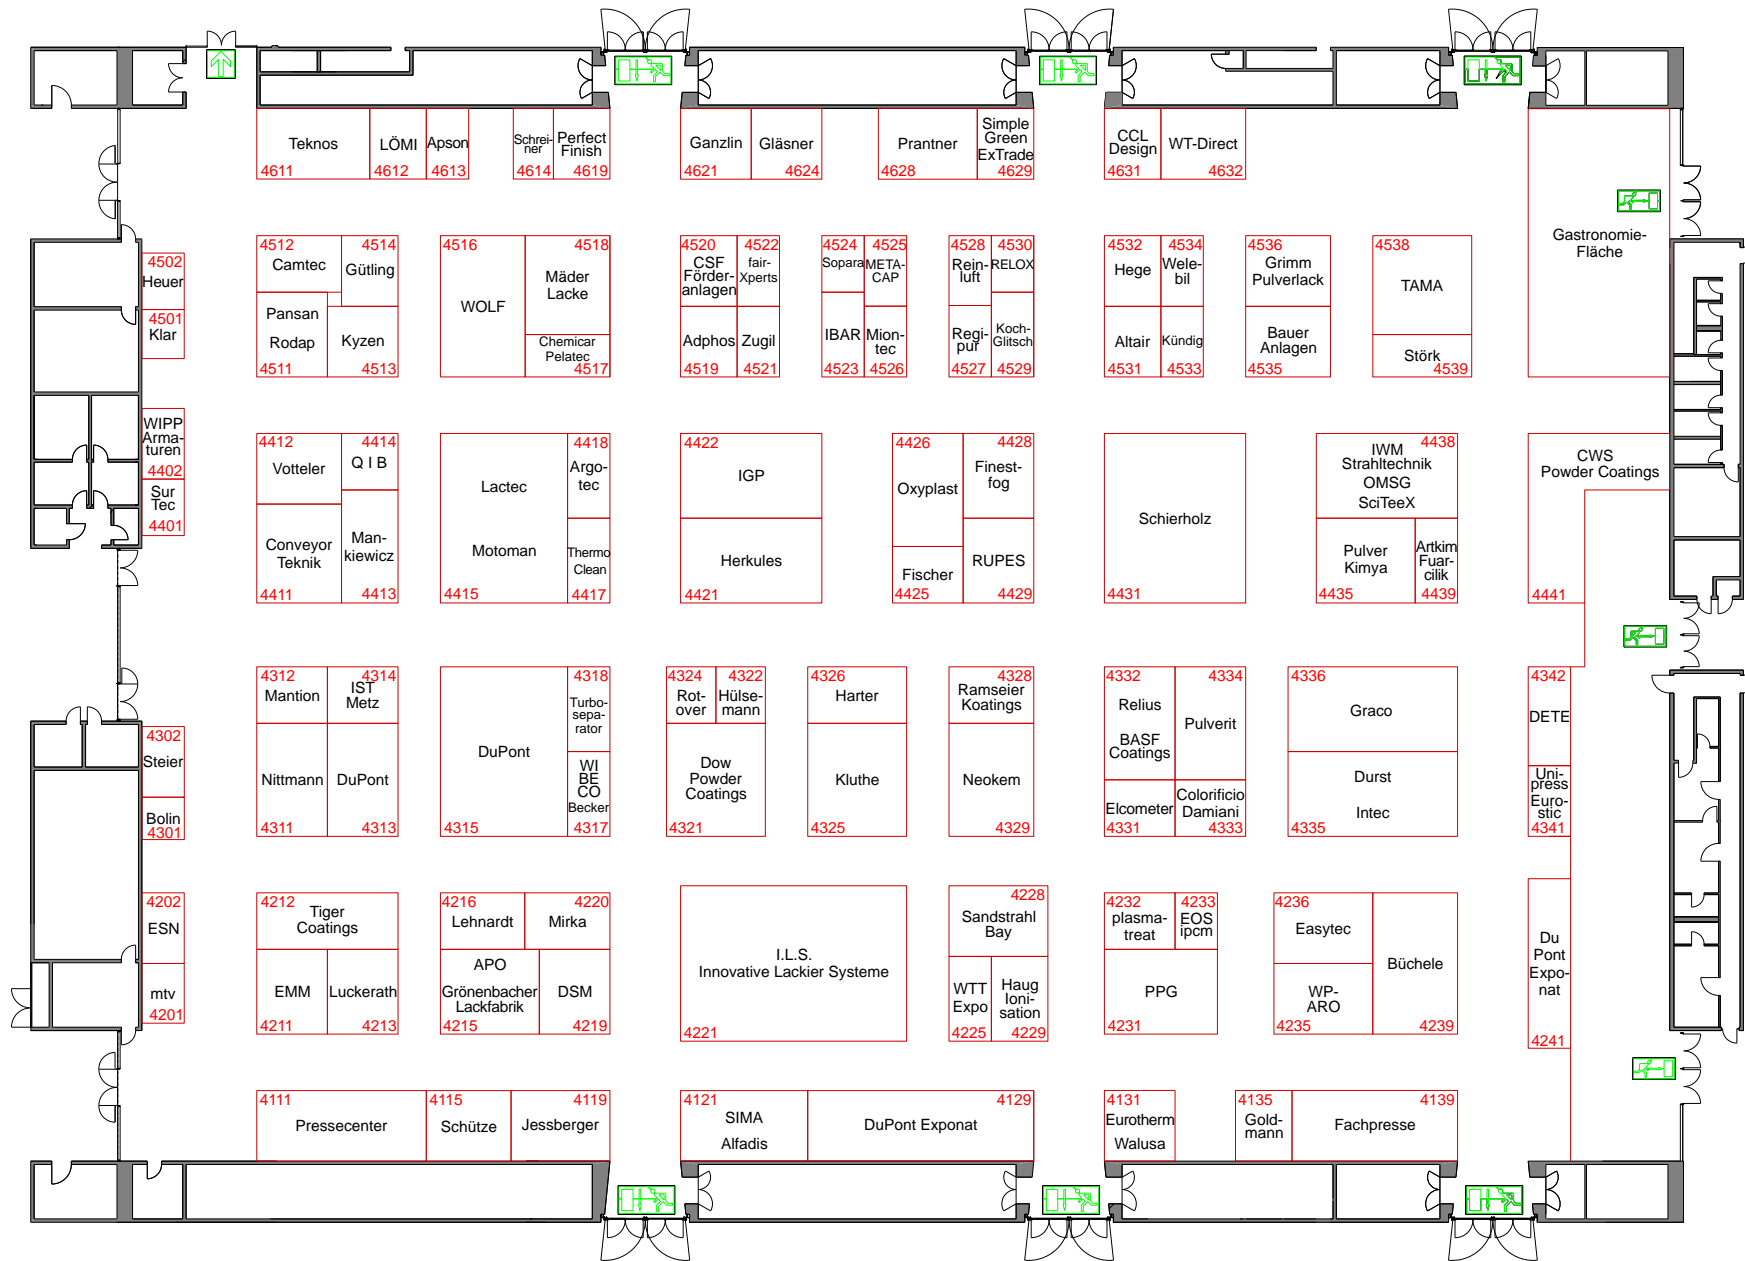 Teknos
4611
LÖMI
4612
Apson
4613
Schrei-
ner
4614
Perfect
Finish
4619
Ganzlin
4621
Gläsner
4624
Prantner
4628
Simple
Green
ExTrade
4629
CCL
Design
4631
WT-Direct
4632
Gastronomie-
Fläche
4502
Heuer
4501
Klar
4512
Camtec
4514
Gütling
Pansan
Rodap
4511
Kyzen
4513
4516
WOLF
4518
Mäder
Lacke
Chemicar
Pelatec
4517
4520
CSF
Förder-
anlagen
4522
fair-
Xperts
Adphos
4519
Zugil
4521
4524
Sopara
4525
META-
CAP
IBAR
4523
Mion-
tec
4526
4528
Rein-
luft
4530
RELOX
Regi-
pur
4527
Koch-
Glitsch
4529
4532
Hege
4534
Wele-
bil
Altair
4531
Kündig
4533
4536
Grimm
Pulverlack
Bauer
Anlagen
4535
4538
TAMA
Störk
4539
WIPP
Arma-
turen
4402
Sur
Tec
4401
4412
Votteler
4414
Q I B
Conveyor
Teknik
4411
Man-
kiewicz
4413
Lactec
Motoman
4415
4418
Argo-
tec
Thermo
Clean
4417
4422
IGP
Herkules
4421
4426
Oxyplast
4428
Finest-
fog
Fischer
4425
RUPES
4429
Schierholz
4431
4438
IWM
Strahltechnik
OMSG
SciTeeX
Pulver
Kimya
4435
Artkim
Fuar-
cilik
4439
CWS
Powder Coatings
4441
4302
Steier
Bolin
4301
4312
Mantion
4314
IST
Metz
Nittmann
4311
DuPont
4313
DuPont
4315
4318
Turbo-
sepa-
rator
WI
BE
CO
Becker
4317
4324
Rot-
over
4322
Hülse-
mann
Dow
Powder
Coatings
4321
4326
Harter
Kluthe
4325
4328
Ramseier
Koatings
Neokem
4329
4332
Relius
BASF
Coatings
4334
Pulverit
Elcometer
4331
Colorificio
Damiani
4333
4336
Graco
Durst
Intec
4335
4342
DETE
Uni-
press
Euro-
stic
4341
4202
ESN
mtv
4201
4212
Tiger
Coatings
EMM
4211
Luckerath
4213
4216
Lehnardt
4220
Mirka
APO
Grönenbacher
Lackfabrik
4215
DSM
4219
I.L.S.
Innovative Lackier Systeme
4221
4228
Sandstrahl
Bay
WTT
Expo
4225
Haug
Ioni-
sation
4229
4232
plasma-
treat
4233
EOS
ipcm
PPG
4231
4236
Easytec
WP-
ARO
4235
Büchele
4239
Du
Pont
Expo-
nat
4241
4111
Pressecenter
4115
Schütze
4119
Jessberger
4121
SIMA
Alfadis
4129
DuPont Exponat
4131
Eurotherm
Walusa
4135
Gold-
mann
4139
Fachpresse